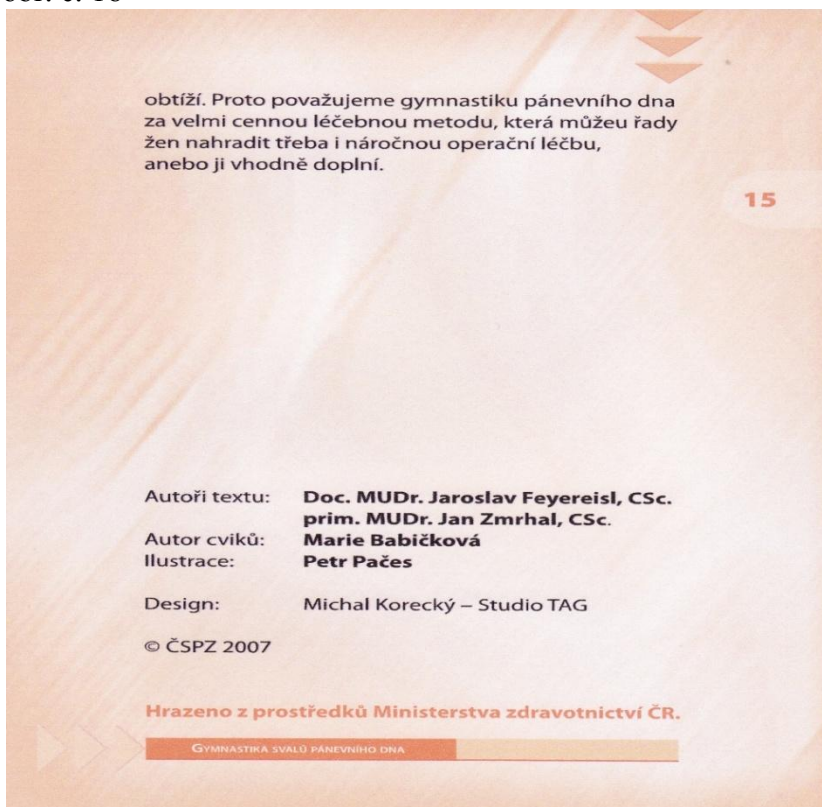 obtíží. Proto považujeme gymnastiku pánevního dna
za velmi cennou léčebnou metodu, která můžeu řady
žen nahradit třeba i náročnou operační léčbu,
anebo ji vhodně doplní.
15
Autoři textu: Doc. MUDr. Jaroslav Feyereisl, CSc.
prim. MUDr. Jan Zmrhal, CSc.
Autor cviků: Marie Babičková
Ilustrace: Petr Pačes
Design: Michal Korecký – Studio TAG
© ČSPZ 2007
Hrazeno z prostředků Ministerstva zdravotnictví ČR.
GYMNASTIKA SVALŮ PÁNEVNÍHO DNA